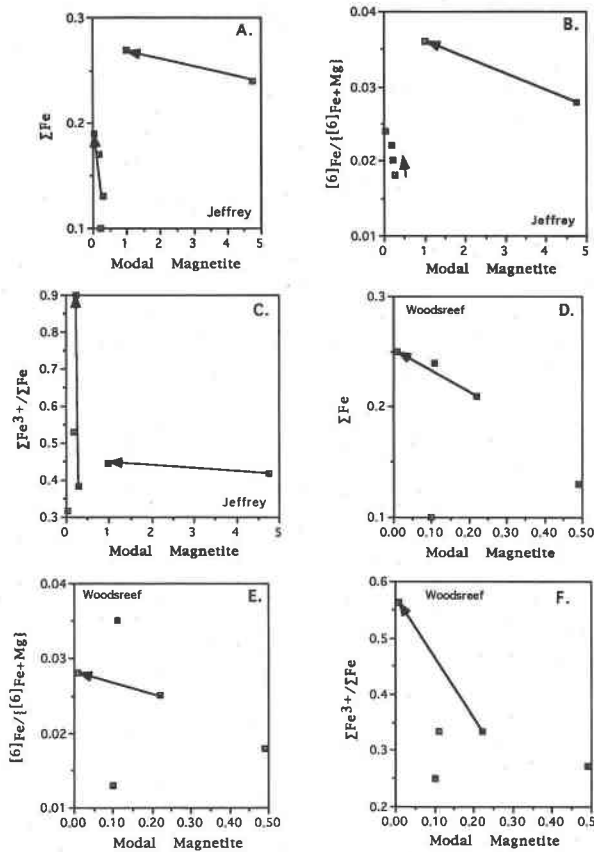 A.
0.3
0.2
0.1
ΣFe
0 1 2 3 4 5
Modal Magnetite
Jeffrey
B.
0.04
0.03
0.02
0.01
[6]Fe/{[6]Fe+Mg}
0 1 2 3 4 5
Modal Magnetite
Jeffrey
C.
0.9
0.8
0.7
0.6
0.5
0.4
0.3
ΣFe3+/ΣFe
0 1 2 3 4 5
Modal Magnetite
Jeffrey
D.
Woodsreef
0.3
0.2
0.1
ΣFe
0.00 0.10 0.20 0.30 0.40 0.50
Modal Magnetite
E.
Woodsreef
0.04
0.03
0.02
0.01
[6]Fe/{[6]Fe+Mg}
0.00 0.10 0.20 0.30 0.40 0.50
Modal Magnetite
F.
Woodsreef
0.6
0.5
0.4
0.3
0.2
ΣFe3+/ΣFe
0.00 0.10 0.20 0.30 0.40 0.50
Modal Magnetite